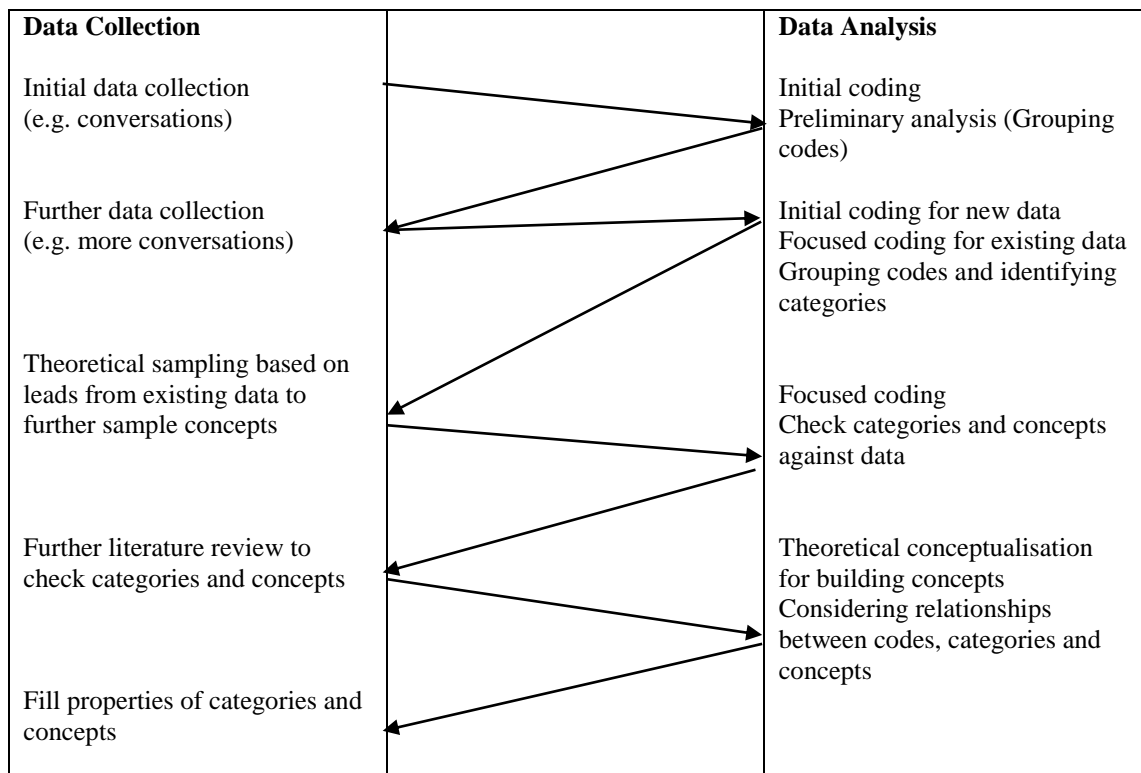 Data Collection
Initial data collection
(e.g. conversations)
Further data collection
(e.g. more conversations)
Theoretical sampling based on
leads from existing data to
further sample concepts
Further literature review to
check categories and concepts
Fill properties of categories and
concepts
Data Analysis
Initial coding
Preliminary analysis (Grouping
codes)
Initial coding for new data
Focused coding for existing data
Grouping codes and identifying
categories
Focused coding
Check categories and concepts
against data
Theoretical conceptualisation
for building concepts
Considering relationships
between codes, categories and
concepts